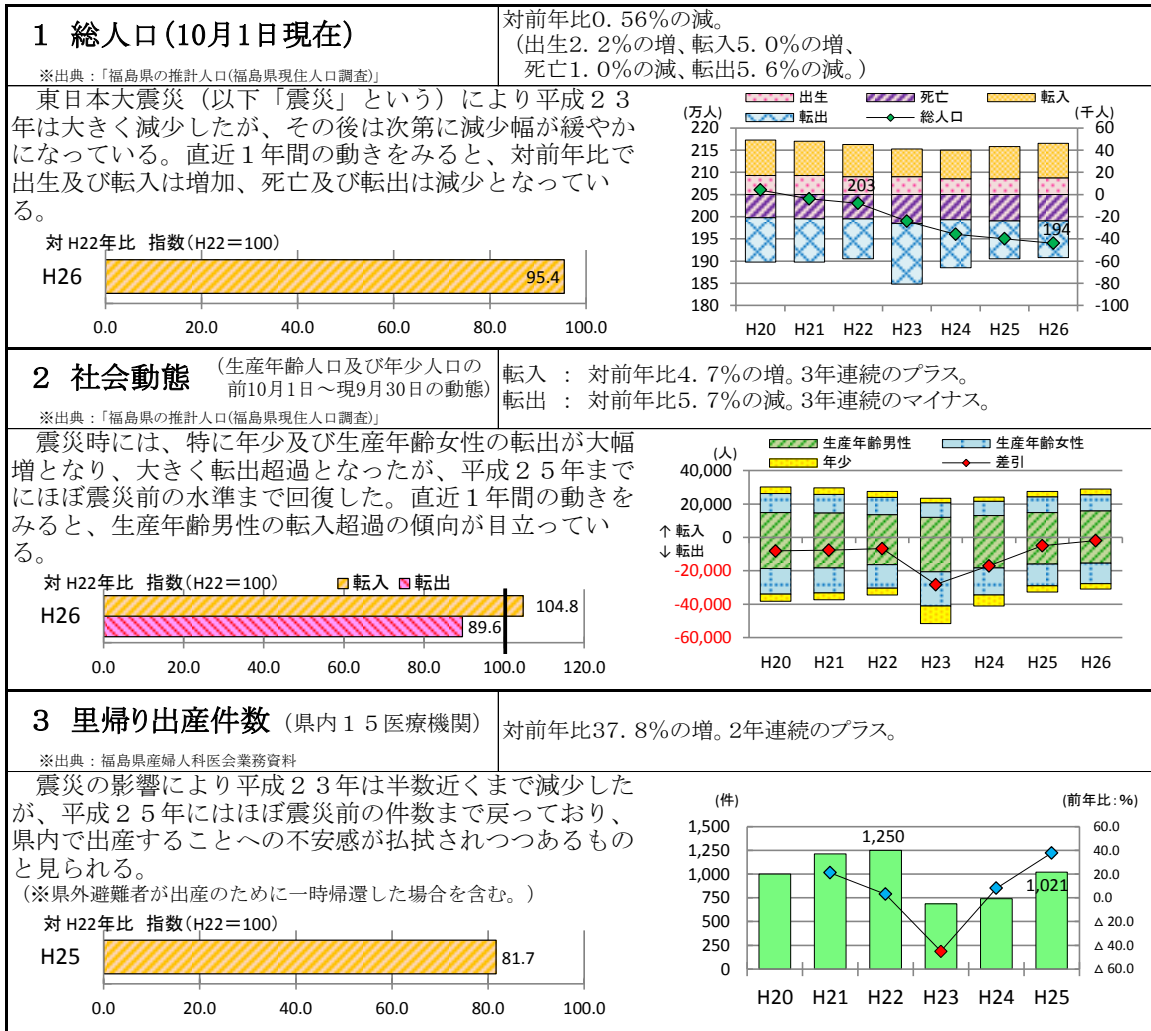 1 総人口(10月1日現在)
※出典:「福島県の推計人口(福島県現住人口調査)」
対前年比0.56%の減。
(出生2.2%の増、転入5.0%の増、
死亡1.0%の減、転出5.6%の減。)
東日本大震災(以下「震災」という)により平成23
年は大きく減少したが、その後は次第に減少幅が緩やか
になっている。直近1年間の動きをみると、対前年比で
出生及び転入は増加、死亡及び転出は減少となってい
る。
対H22年比 指数(H22=100)
H26
95.4
0.0 20.0 40.0 60.0 80.0 100.0
出生 死亡 転入
転出 総人口
(万人) (千人)
220 60
215 40
210 20
205 0
200 -20
195 -40
190 -60
185 -80
180 -100
203
194
H20 H21 H22 H23 H24 H25 H26
2 社会動態 (生産年齢人口及び年少人口の
前10月1日~現9月30日の動態)
※出典:「福島県の推計人口(福島県現住人口調査)」
転入 : 対前年比4.7%の増。3年連続のプラス。
転出 : 対前年比5.7%の減。3年連続のマイナス。
震災時には、特に年少及び生産年齢女性の転出が大幅
増となり、大きく転出超過となったが、平成25年まで
にほぼ震災前の水準まで回復した。直近1年間の動きを
みると、生産年齢男性の転入超過の傾向が目立ってい
る。
対H22年比 指数(H22=100) 転入 転出
H26
104.8
89.6
0.0 20.0 40.0 60.0 80.0 100.0 120.0
生産年齢男性 生産年齢女性
年少 差引
(人)
40,000
20,000
0
-20,000
-40,000
-60,000
↑転入
↓転出
H20 H21 H22 H23 H24 H25 H26
3 里帰り出産件数 (県内15医療機関)
※出典:福島県産婦人科医会業務資料
対前年比37.8%の増。2年連続のプラス。
震災の影響により平成23年は半数近くまで減少した
が、平成25年にはほぼ震災前の件数まで戻っており、
県内で出産することへの不安感が払拭されつつあるもの
と見られる。
(※県外避難者が出産のために一時帰還した場合を含む。)
対H22年比 指数(H22=100)
H25
81.7
0.0 20.0 40.0 60.0 80.0 100.0
(件) (前年比:%)
1,500 60.0
1,250 40.0
1,000 20.0
750 0.0
500 Δ 20.0
250 Δ 40.0
0 Δ 60.0
1,250
1,021
H20 H21 H22 H23 H24 H25